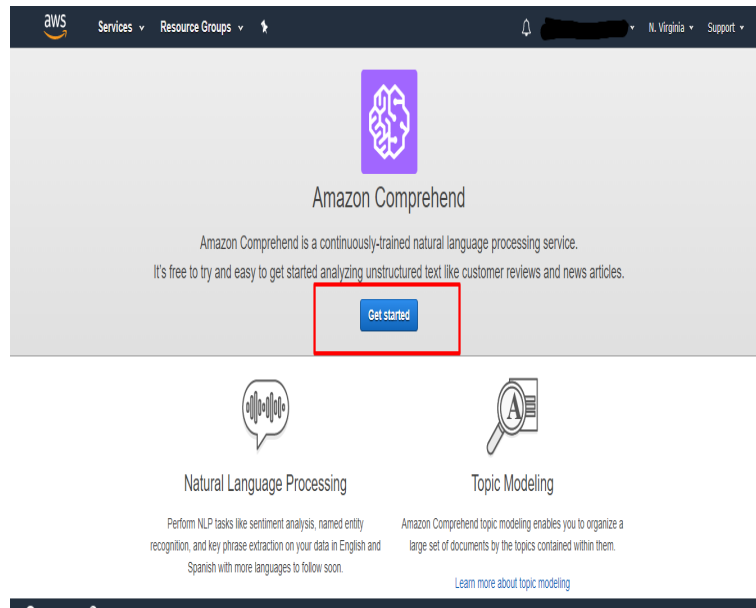 aws Services Resource Groups N. Virginia Support
Amazon Comprehend
Amazon Comprehend is a continuously-trained natural language processing service.
It's free to try and easy to get started analyzing unstructured text like customer reviews and news articles.
Get started
A
Natural Language Processing
Perform NLP tasks like sentiment analysis, named entity
recognition, and key phrase extraction on your data in English and
Spanish with more languages to follow soon.
Topic Modeling
Amazon Comprehend topic modeling enables you to organize a
large set of documents by the topics contained within them.
Learn more about topic modeling